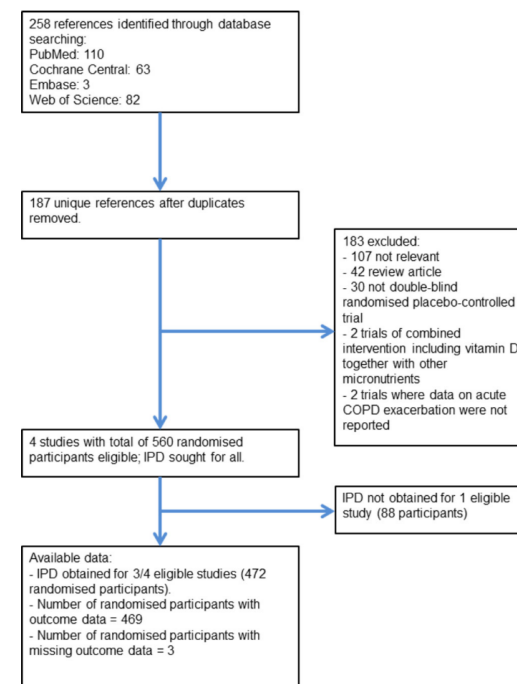 258 references identified through database
searching:
PubMed: 110
Cochrane Central: 63
Embase: 3
Web of Science: 82
187 unique references after duplicates
removed.
183 excluded:
- 107 not relevant
- 42 review article
- 30 not double-blind
randomised placebo-controlled
trial
- 2 trials of combined
intervention including vitamin D
together with other
micronutrients
- 2 trials where data on acute
COPD exacerbation were not
reported
4 studies with total of 560 randomised
participants eligible; IPD sought for all.
IPD not obtained for 1 eligible
study (88 participants)
Available data:
- IPD obtained for 3/4 eligible studies (472
randomised participants).
- Number of randomised participants with
outcome data = 469
- Number of randomised participants with
missing outcome data = 3